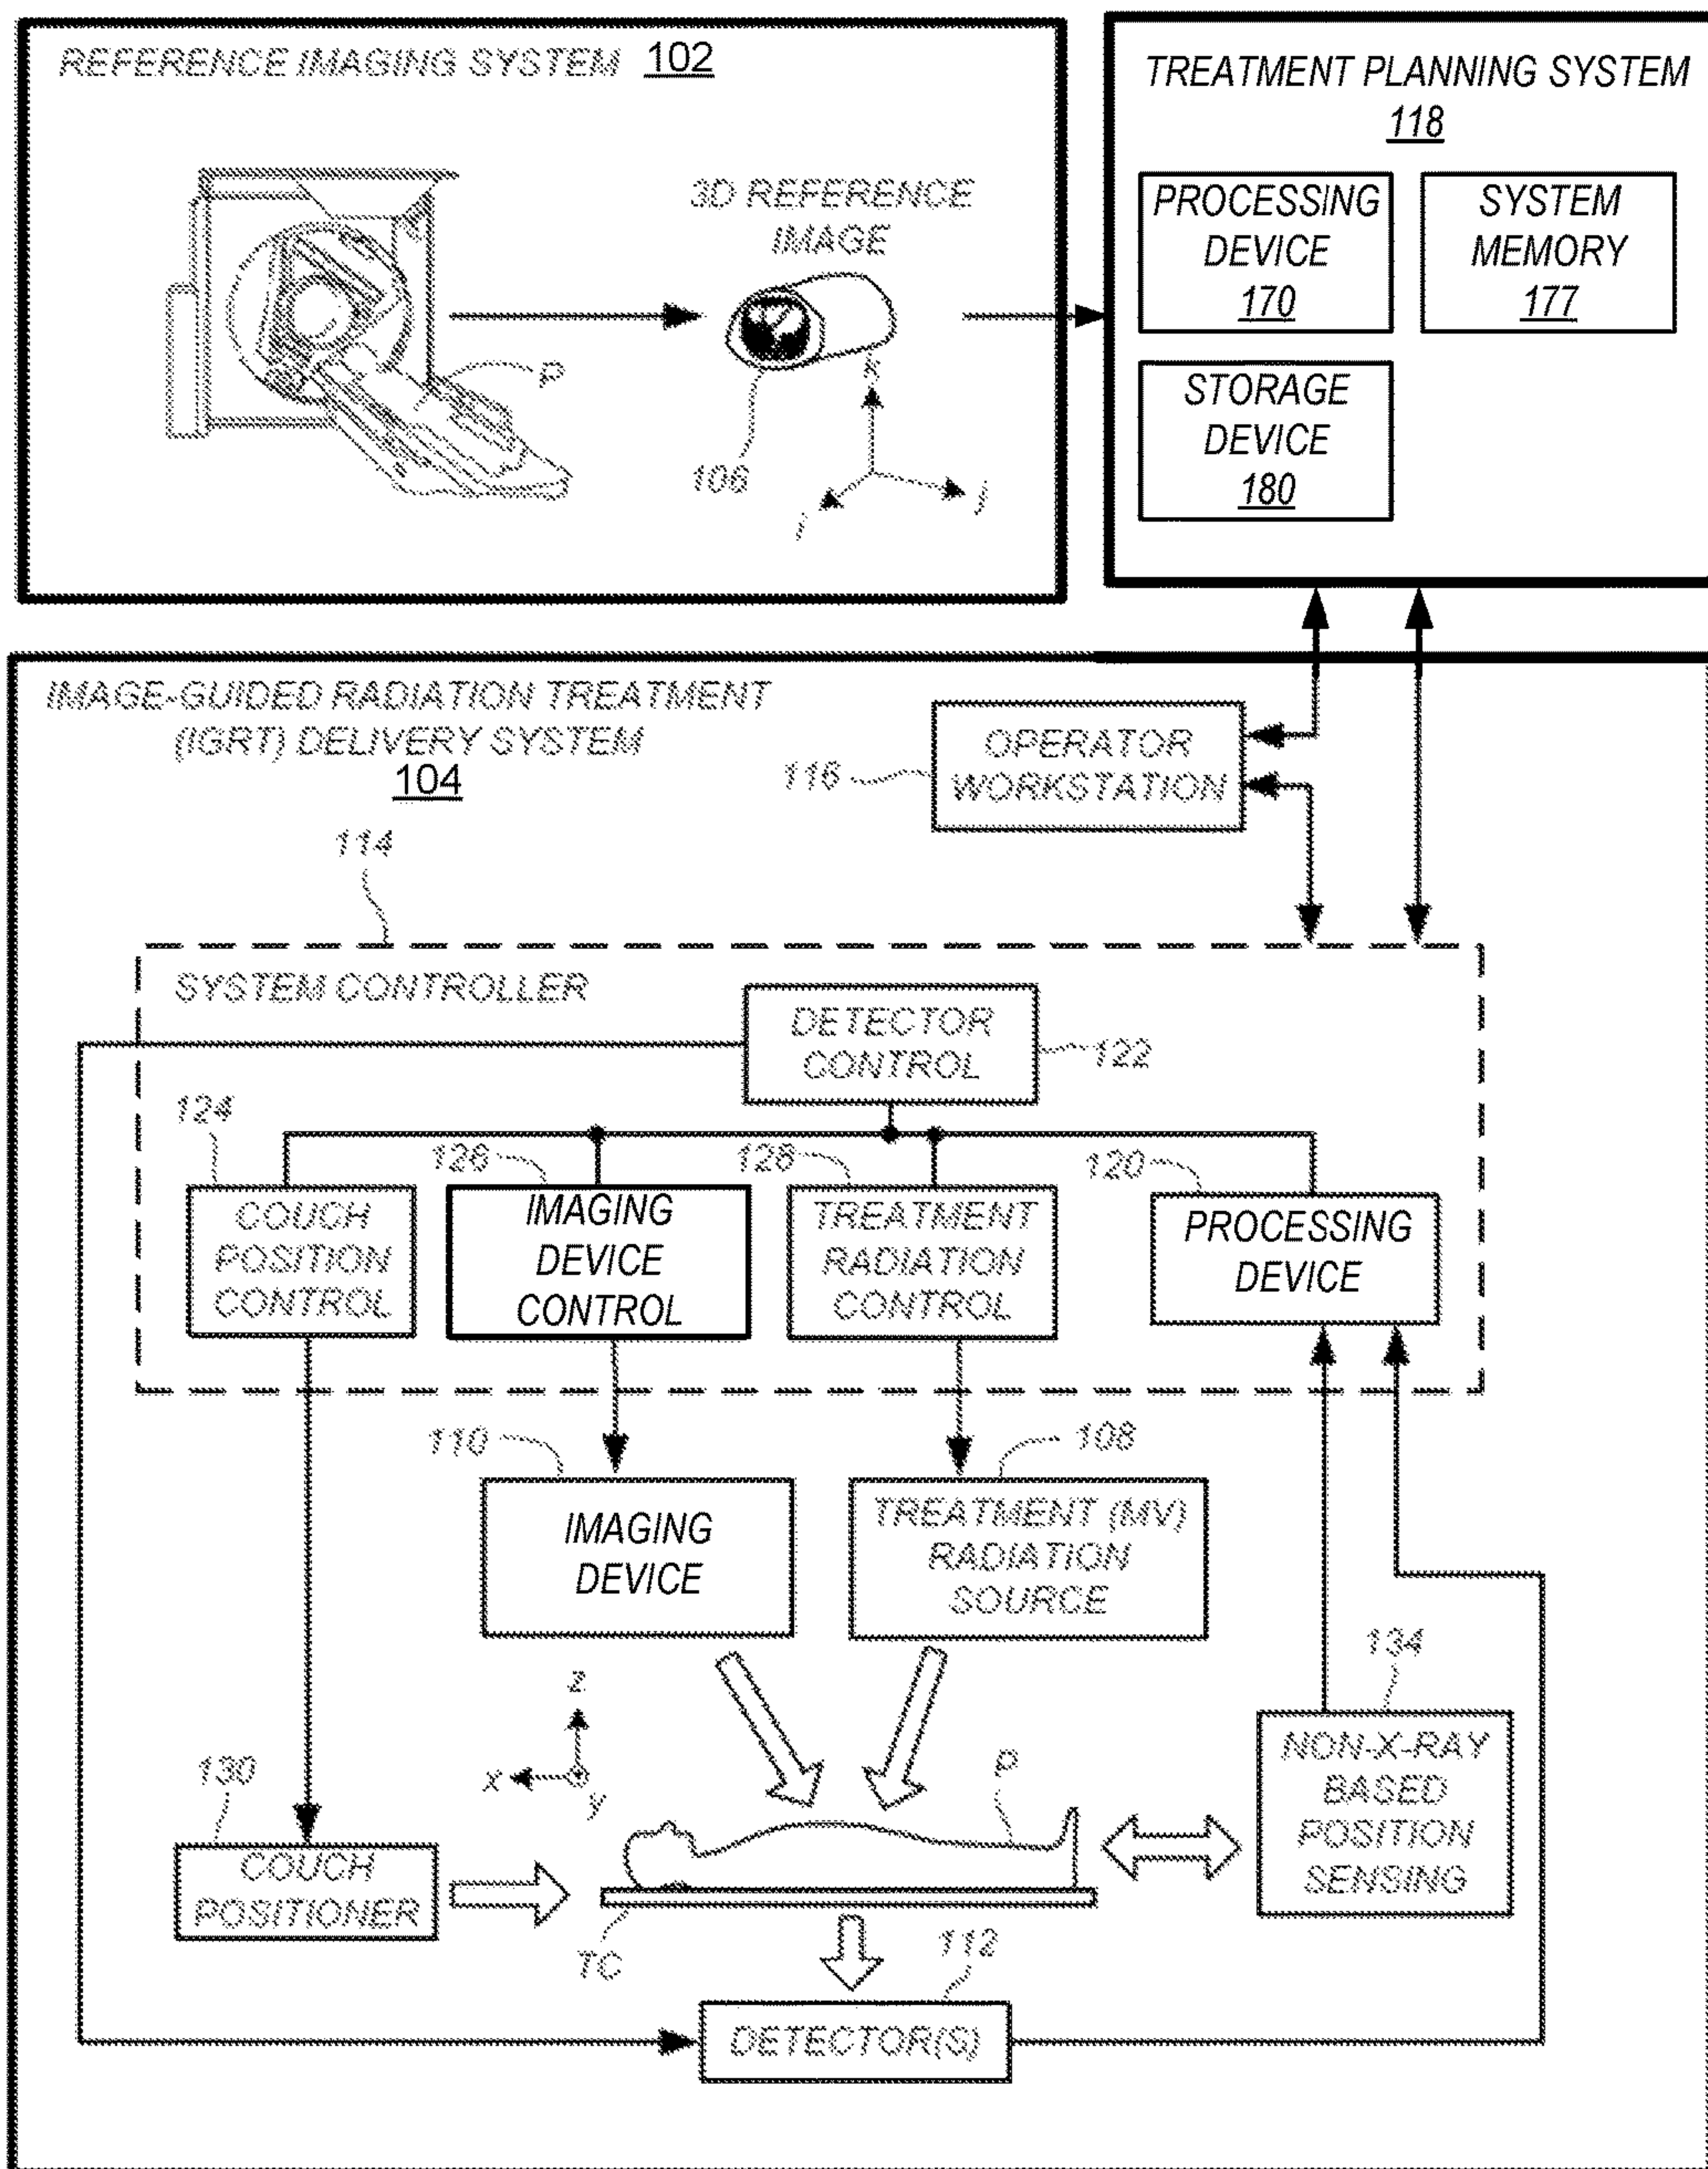 REFERENCE IMAGING SYSTEM 102
3D REFERENCE
IMAGE
P
106
k
i
j
TREATMENT PLANNING SYSTEM
118
PROCESSING
DEVICE
170
SYSTEM
MEMORY
177
STORAGE
DEVICE
180
IMAGE-GUIDED RADIATION TREATMENT
(IGRT) DELIVERY SYSTEM
104
116
OPERATOR
WORKSTATION
114
SYSTEM CONTROLLER
DETECTOR
CONTROL
122
124
126
128
120
COUCH
POSITION
CONTROL
IMAGING
DEVICE
CONTROL
TREATMENT
RADIATION
CONTROL
PROCESSING
DEVICE
110
108
IMAGING
DEVICE
TREATMENT (MV)
RADIATION
SOURCE
134
z
x
y
P
NON-X-RAY
BASED
POSITION
SENSING
130
COUCH
POSITIONER
TC
112
DETECTOR(S)